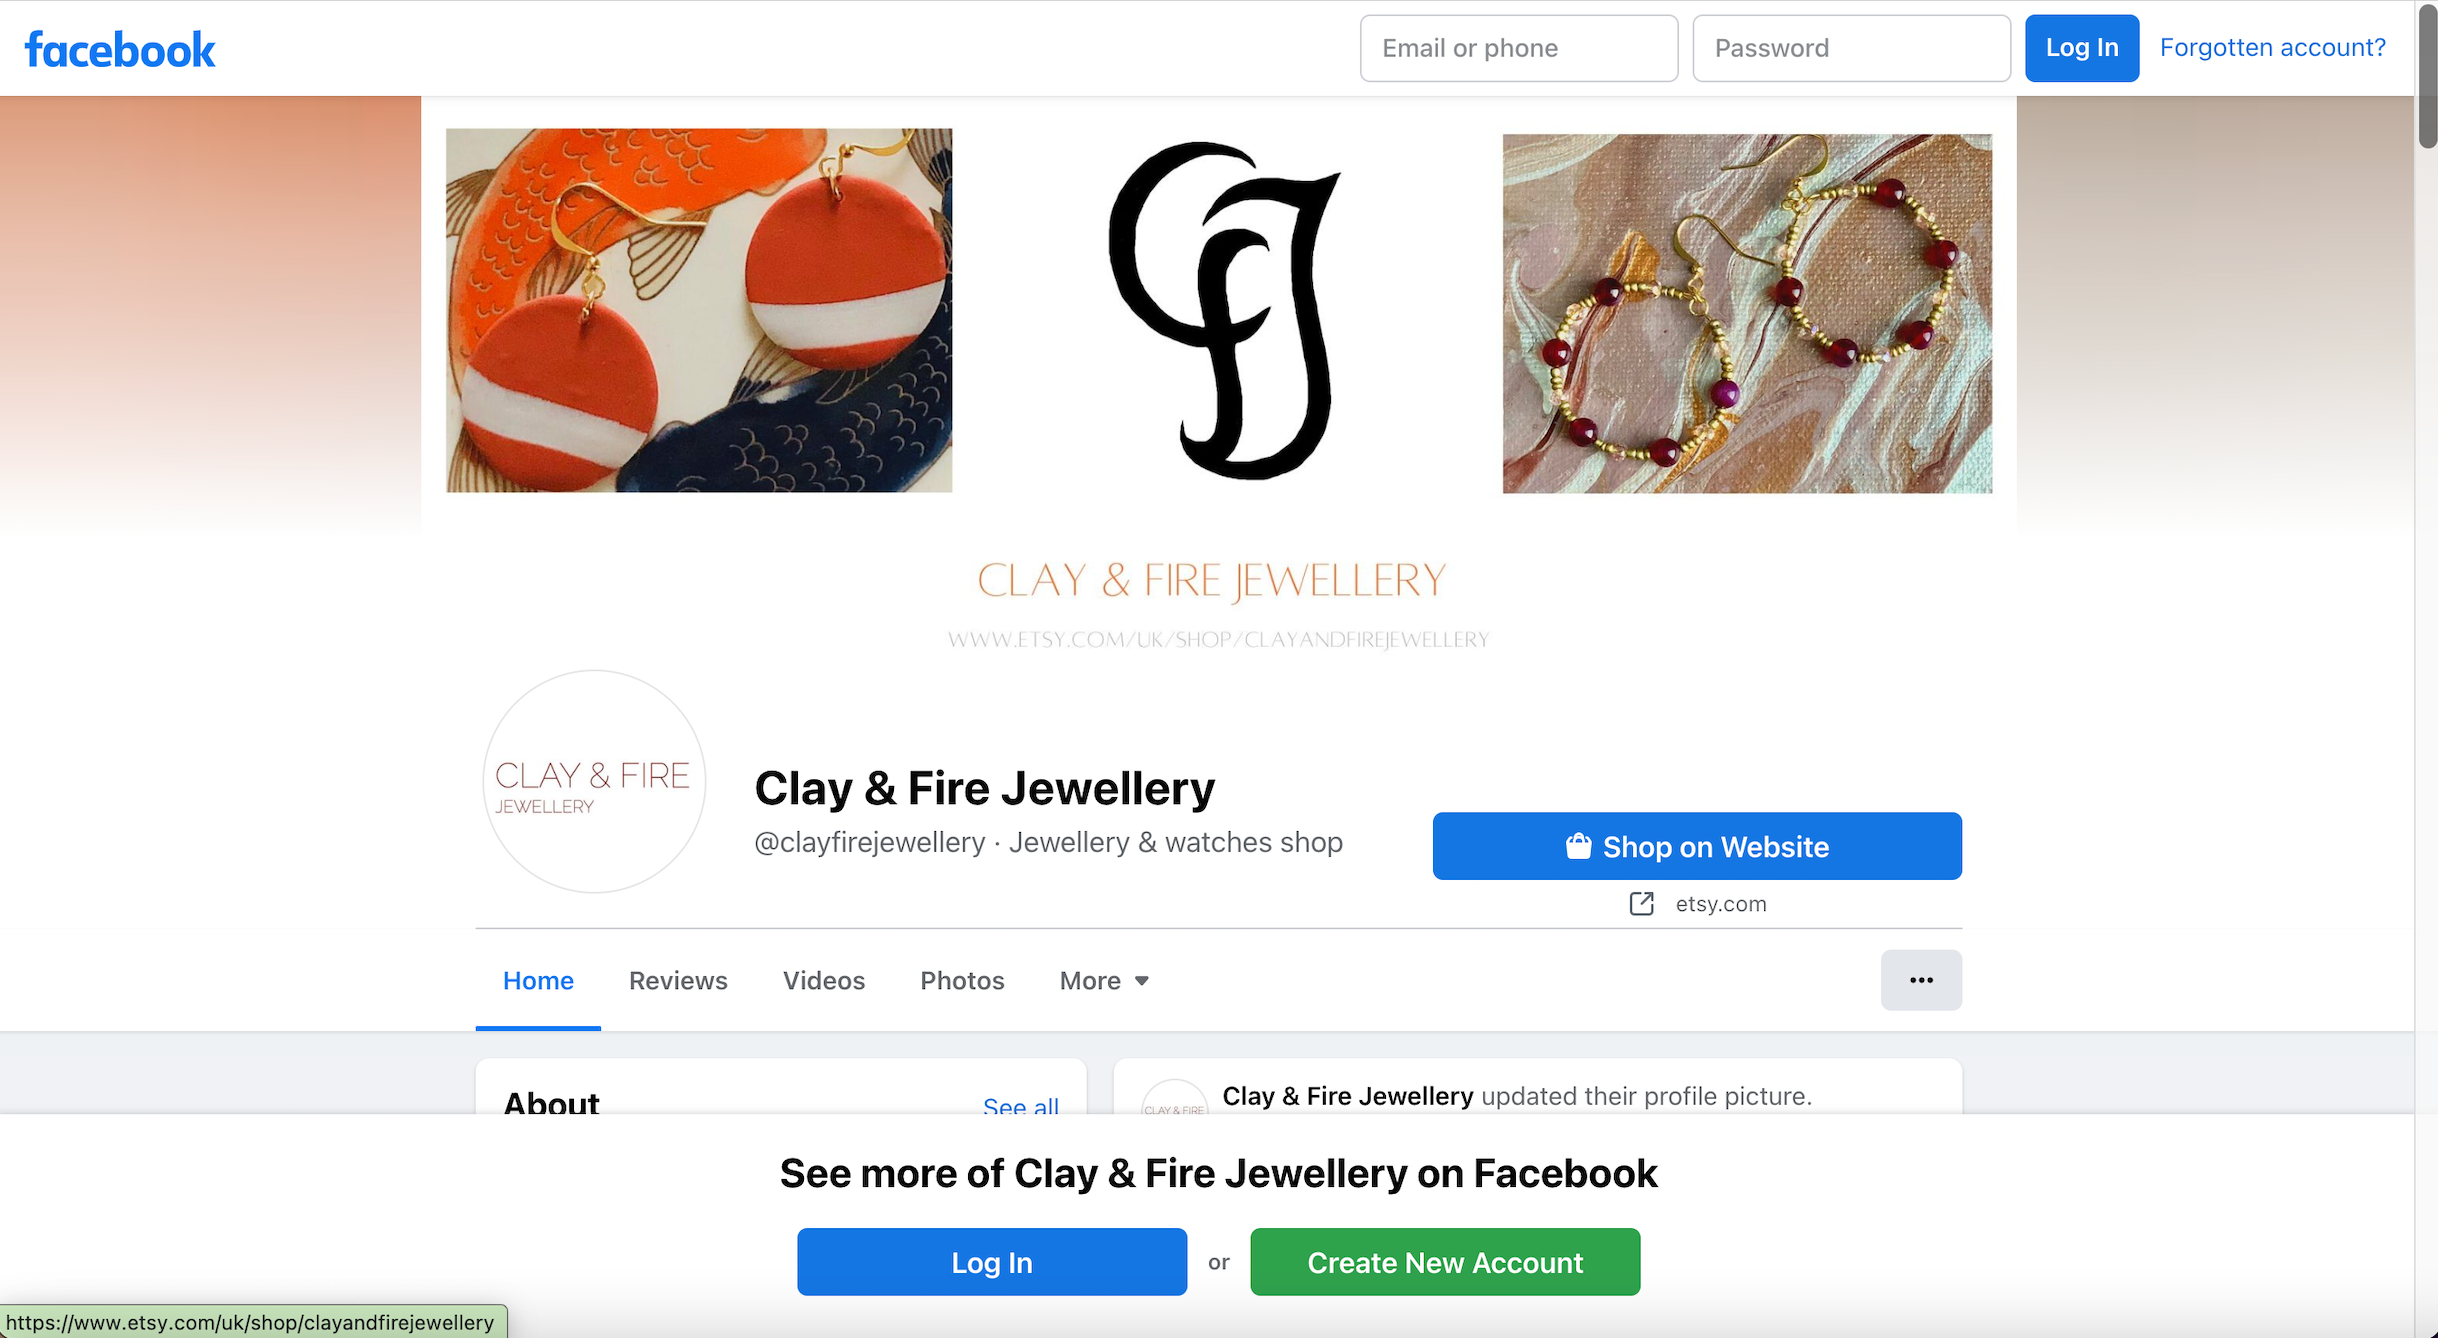 facebook
Email or phone
Password
Log In
Forgotten account?
CFJ
CLAY & FIRE JEWELLERY
WWW.ETSY.COM/UK/SHOP/CLAYANDFIREJEWELLERY
CLAY & FIRE
JEWELLERY
Clay & Fire Jewellery
@clayfirejewellery · Jewellery & watches shop
Shop on Website
etsy.com
Home
Reviews
Videos
Photos
More
About
See all
CLAY & FIRE
Clay & Fire Jewellery updated their profile picture.
See more of Clay & Fire Jewellery on Facebook
Log In
or
Create New Account
https://www.etsy.com/uk/shop/clayandfirejewellery